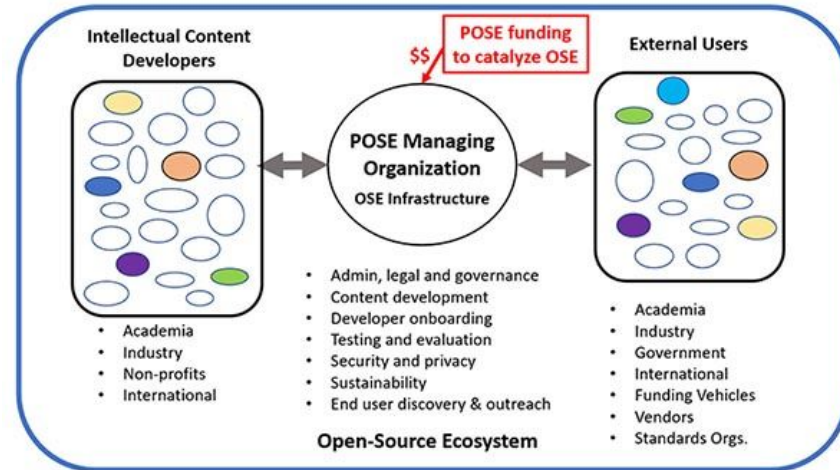 Intellectual Content
Developers
• Academia
• Industry
• Non-profits
• International
$$
POSE funding
to catalyze OSE
POSE Managing
Organization
OSE Infrastructure
• Admin, legal and governance
• Content development
• Developer onboarding
• Testing and evaluation
• Security and privacy
• Sustainability
• End user discovery & outreach
External Users
• Academia
• Industry
• Government
• International
• Funding Vehicles
• Vendors
• Standards Orgs.
Open-Source Ecosystem